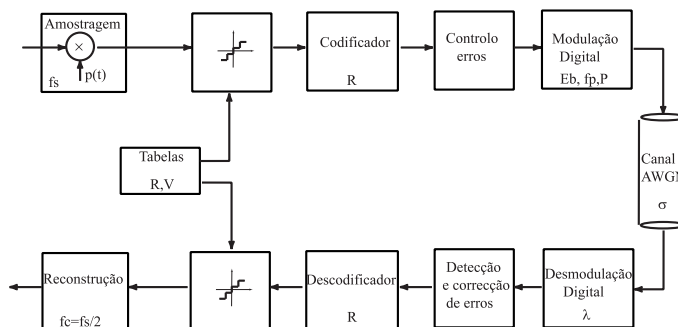 Amostragem
×
p(t)
fs
Codificador
R
Controlo
erros
Modulação
Digital
Eb, fp,P
Tabelas
R,V
Canal
AWGN
σ
Reconstrução
fc=fs/2
Descodificador
R
Detecção
e correcção
de erros
Desmodulação
Digital
λ